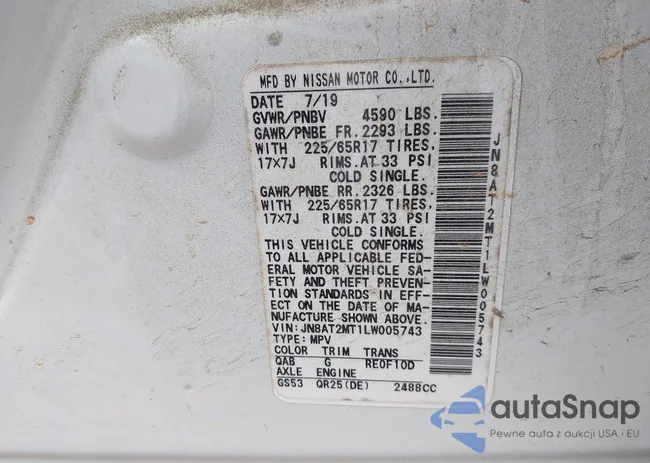 MFD BY NISSAN MOTOR CO.,LTD.
DATE 7/19
GVWR/PNBV 4590 LBS.
GAWR/PNBE FR. 2293 LBS.
WITH 225/65R17 TIRES,
17×7J RIMS.AT 33 PSI
COLD SINGLE.
GAWR/PNBE RR. 2326 LBS.
WITH 225/65R17 TIRES,
17×7J RIMS.AT 33 PSI
COLD SINGLE.
THIS VEHICLE CONFORMS
TO ALL APPLICABLE FED-
ERAL MOTOR VEHICLE SA-
FETY AND THEFT PREVEN-
TION STANDARDS IN EFF-
ECT ON THE DATE OF MA-
NUFACTURE SHOWN ABOVE.
VIN:JN8AT2MT1LW005743
TYPE:MPV
COLOR TRIM TRANS
QAB G RE0F10D
AXLE ENGINE
GS53 QR25(DE) 2488CC
JN8AT2MT1LW005743
autaSnap
Pewne auta z aukcji USA i EU